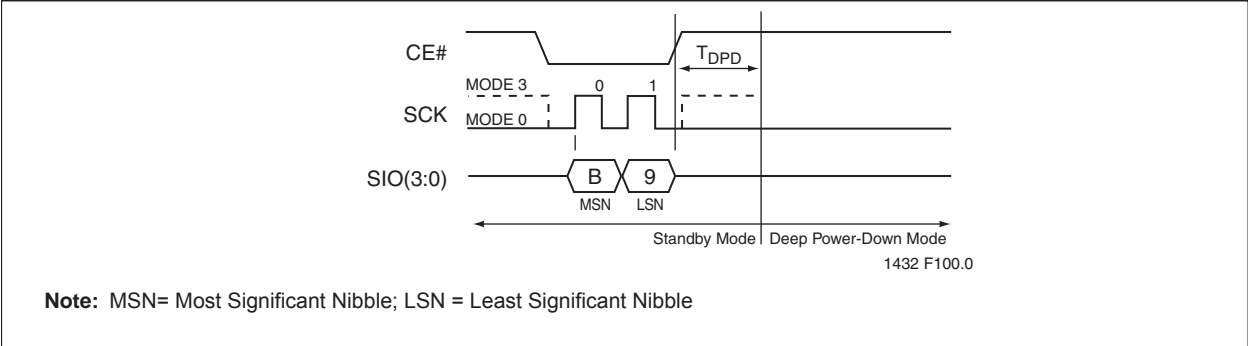 CE#
T_DPD
MODE 3
0 1
SCK
MODE 0
SIO(3:0)
B 9
MSN LSN
Standby Mode Deep Power-Down Mode
1432 F100.0
Note: MSN= Most Significant Nibble; LSN = Least Significant Nibble